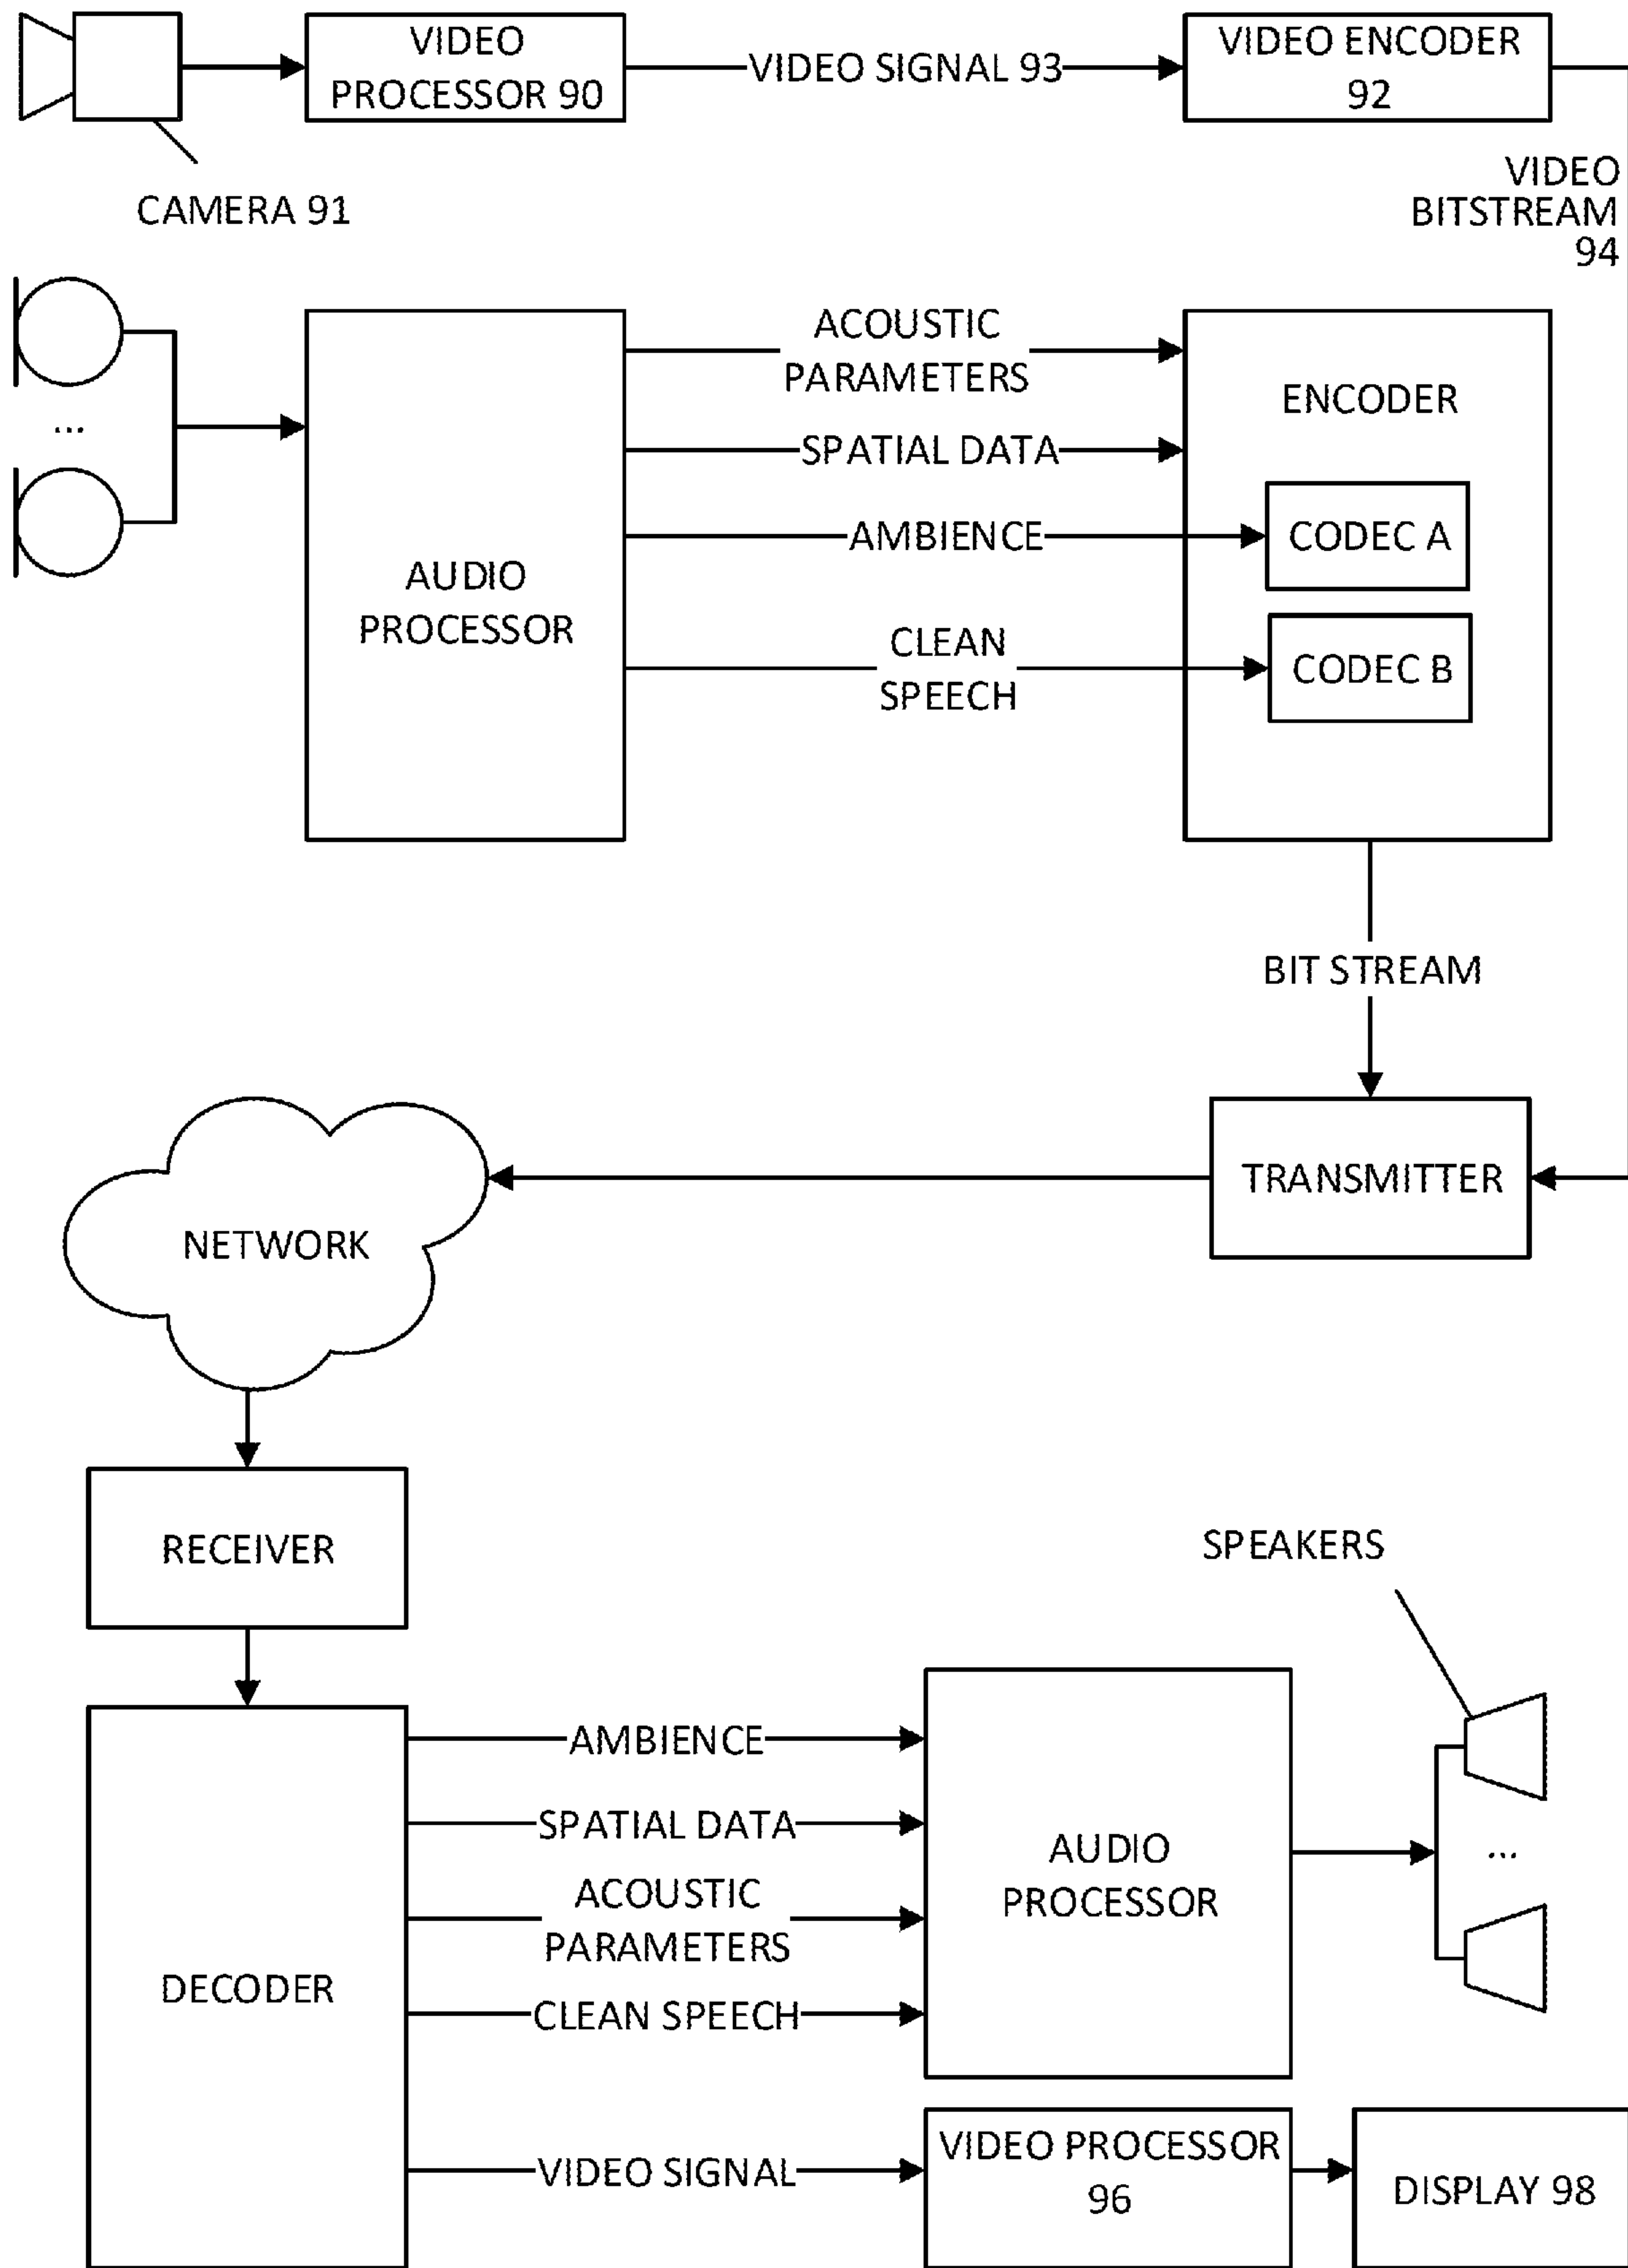 VIDEO
PROCESSOR 90
VIDEO SIGNAL 93
VIDEO ENCODER
92
CAMERA 91
VIDEO
BITSTREAM
94
...
AUDIO
PROCESSOR
ACOUSTIC
PARAMETERS
SPATIAL DATA
AMBIENCE
CLEAN
SPEECH
ENCODER
CODEC A
CODEC B
BIT STREAM
TRANSMITTER
NETWORK
RECEIVER
DECODER
AMBIENCE
SPATIAL DATA
ACOUSTIC
PARAMETERS
CLEAN SPEECH
VIDEO SIGNAL
AUDIO
PROCESSOR
SPEAKERS
...
VIDEO PROCESSOR
96
DISPLAY 98